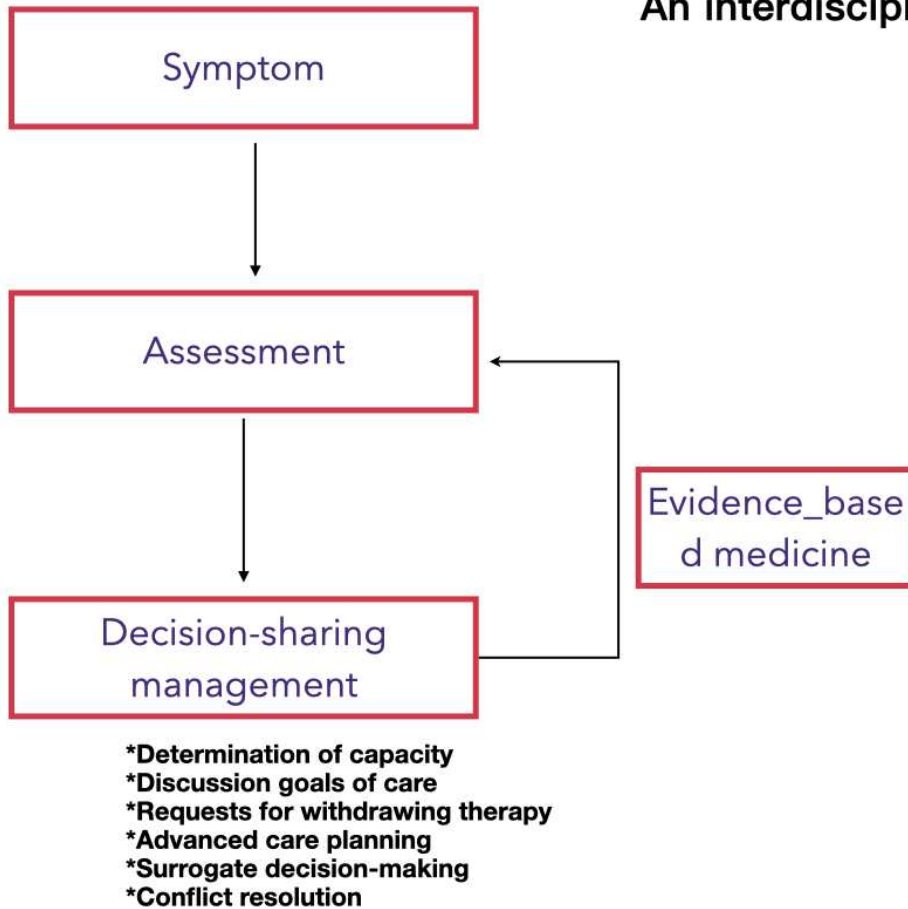 An interdiscipl
Symptom
Assessment
Evidence_base
d medicine
Decision-sharing
management
*Determination of capacity
*Discussion goals of care
*Requests for withdrawing therapy
*Advanced care planning
*Surrogate decision-making
*Conflict resolution